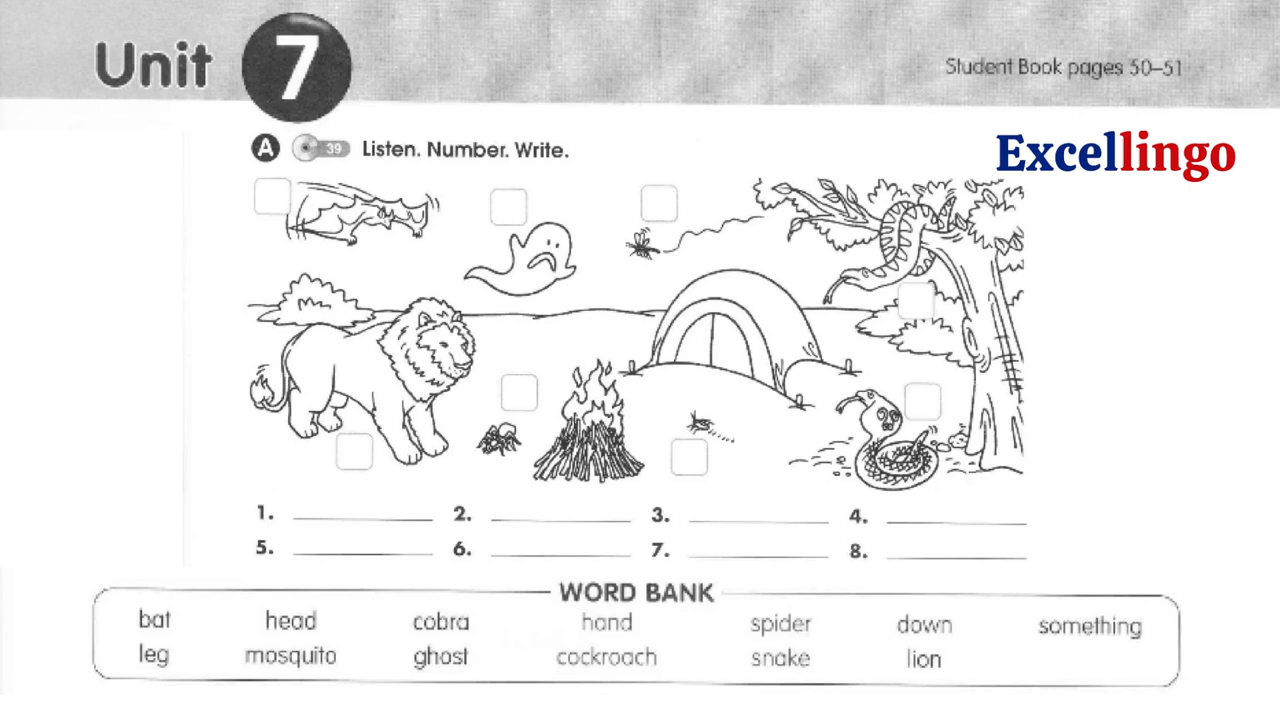 Unit 7
Student Book pages 50–51
Excellingo
A 39 Listen. Number. Write.
1. 2. 3. 4.
5. 6. 7. 8.
WORD BANK
bat head cobra hand spider down something
leg mosquito ghost cockroach snake lion